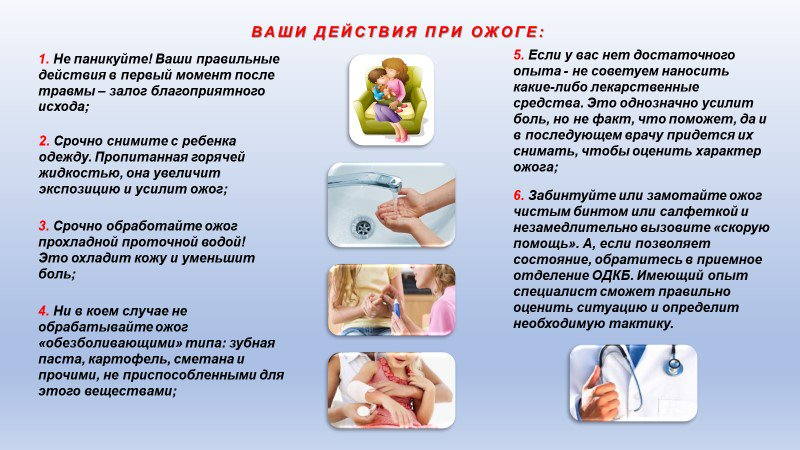 ВАШИ ДЕЙСТВИЯ ПРИ ОЖОГЕ:
1. Не паникуйте! Ваши правильные
действия в первый момент после
травмы – залог благоприятного
исхода;
2. Срочно снимите с ребенка
одежду. Пропитанная горячей
жидкостью, она увеличит
экспозицию и усилит ожог;
3. Срочно обработайте ожог
прохладной проточной водой!
Это охладит кожу и уменьшит
боль;
4. Ни в коем случае не
обрабатывайте ожог
«обезболивающими» типа: зубная
паста, картофель, сметана и
прочими, не приспособленными для
этого веществами;
5. Если у вас нет достаточного
опыта - не советуем наносить
какие-либо лекарственные
средства. Это однозначно усилит
боль, но не факт, что поможет, да и
в последующем врачу придется их
снимать, чтобы оценить характер
ожога;
6. Забинтуйте или замотайте ожог
чистым бинтом или салфеткой и
незамедлительно вызовите «скорую
помощь». А, если позволяет
состояние, обратитесь в приемное
отделение ОДКБ. Имеющий опыт
специалист сможет правильно
оценить ситуацию и определит
необходимую тактику.